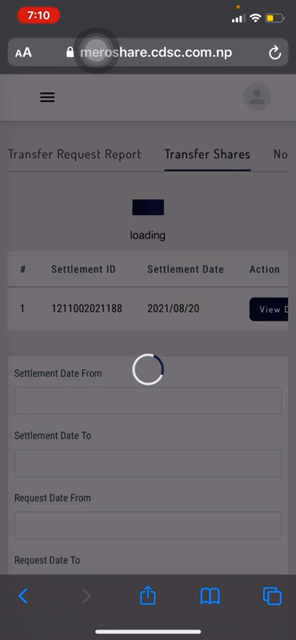 7:10
AA meroshare.cdsc.com.np
Transfer Request Report Transfer Shares No
loading
# Settlement ID Settlement Date Action
1 1211002021188 2021/08/20 View D
Settlement Date From
Settlement Date To
Request Date From
Request Date To